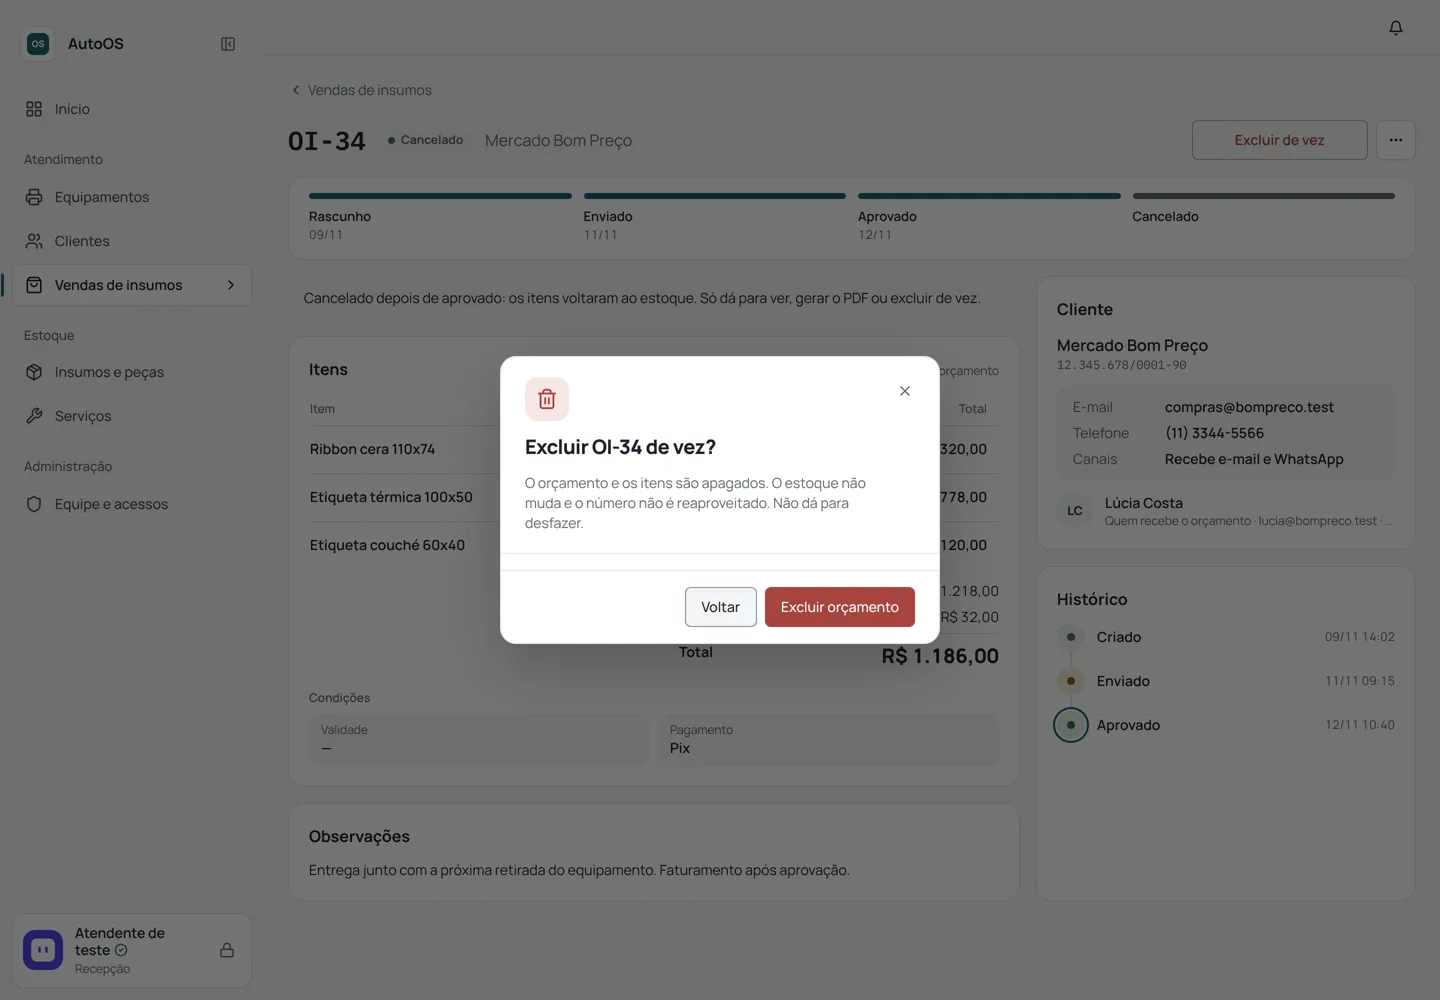 OS
AutoOS
Início
Atendimento
Equipamentos
Clientes
Vendas de insumos
Estoque
Insumos e peças
Serviços
Administração
Equipe e acessos
Atendente de
teste
Recepção
Vendas de insumos
OI-34
Cancelado
Mercado Bom Preço
Excluir de vez
Rascunho
09/11
Enviado
11/11
Aprovado
12/11
Cancelado
Cancelado depois de aprovado: os itens voltaram ao estoque. Só dá para ver, gerar o PDF ou excluir de vez.
Itens
orçamento
Item
Total
Ribbon cera 110x74
320,00
Etiqueta térmica 100x50
778,00
Etiqueta couché 60x40
120,00
1.218,00
R$ 32,00
Total
R$ 1.186,00
Condições
Validade
—
Pagamento
Pix
Observações
Entrega junto com a próxima retirada do equipamento. Faturamento após aprovação.
Excluir OI-34 de vez?
O orçamento e os itens são apagados. O estoque não
muda e o número não é reaproveitado. Não dá para
desfazer.
Voltar
Excluir orçamento
Cliente
Mercado Bom Preço
12.345.678/0001-90
E-mail
compras@bompreco.test
Telefone
(11) 3344-5566
Canais
Recebe e-mail e WhatsApp
LC
Lúcia Costa
Quem recebe o orçamento · lucia@bompreco.test · ...
Histórico
Criado
09/11 14:02
Enviado
11/11 09:15
Aprovado
12/11 10:40